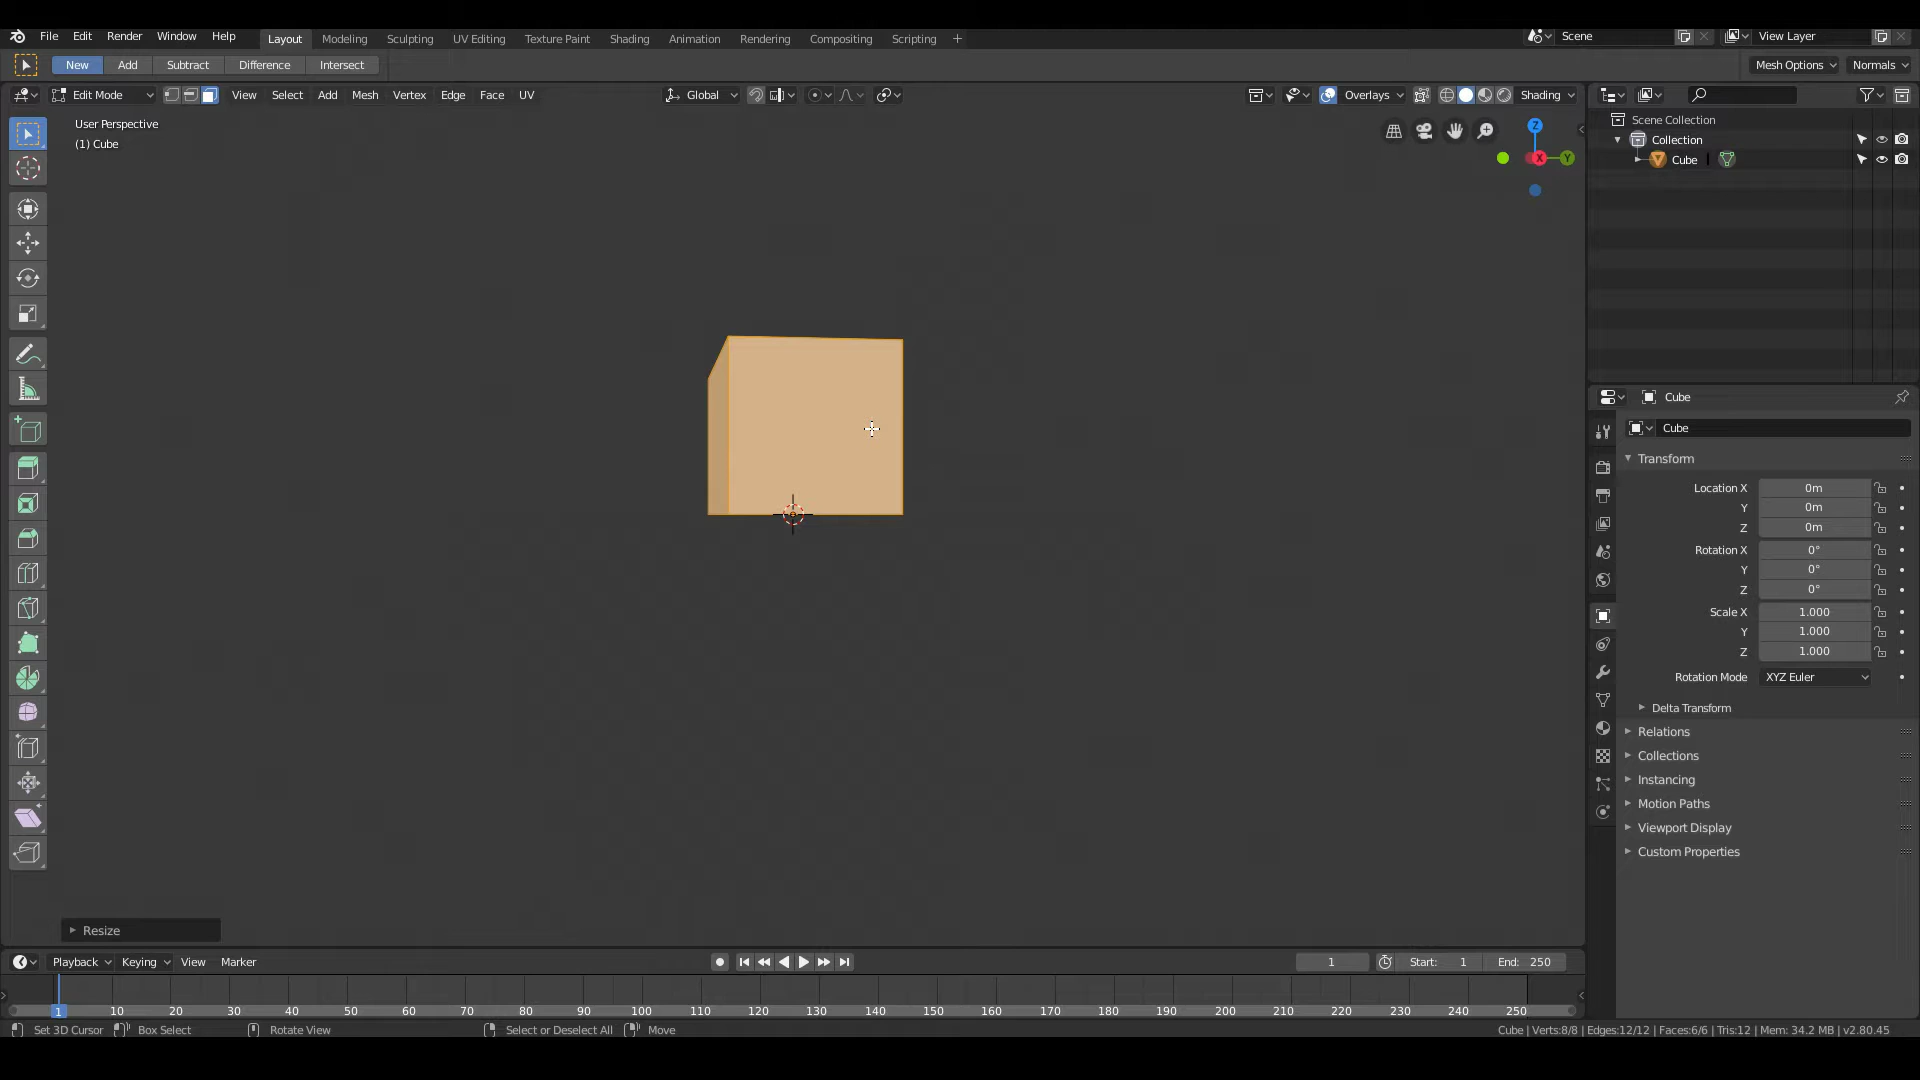 File Edit Render Window Help Layout Modeling Sculpting UV Editing Texture Paint Shading Animation Rendering Compositing Scripting + Scene View Layer
New Add Subtract Difference Intersect Mesh Options Normals
Edit Mode View Select Add Mesh Vertex Edge Face UV Global Overlays Shading
User Perspective
(1) Cube
Z
X
Y
Scene Collection
Collection
Cube
Cube
Cube
Transform
Location X 0m
Y 0m
Z 0m
Rotation X 0°
Y 0°
Z 0°
Scale X 1.000
Y 1.000
Z 1.000
Rotation Mode XYZ Euler
Delta Transform
Relations
Collections
Instancing
Motion Paths
Viewport Display
Custom Properties
Resize
Playback Keying View Marker 1 Start: 1 End: 250
1 10 20 30 40 50 60 70 80 90 100 110 120 130 140 150 160 170 180 190 200 210 220 230 240 250
Set 3D Cursor Box Select Rotate View Select or Deselect All Move Cube | Verts:8/8 | Edges:12/12 | Faces:6/6 | Tris:12 | Mem: 34.2 MB | v2.80.45